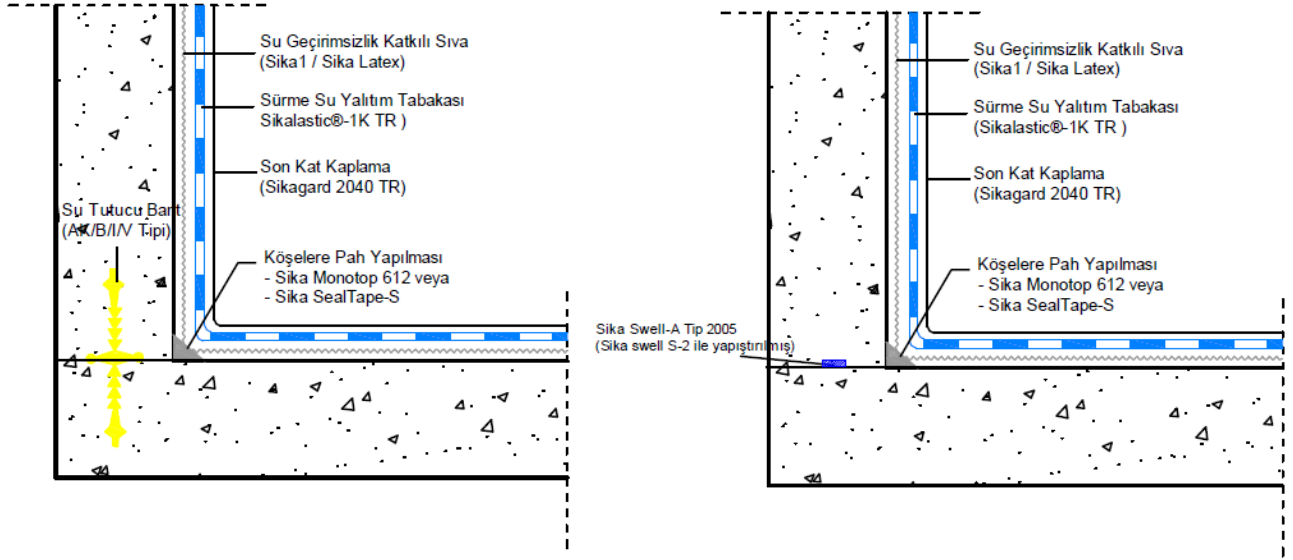 Su Geçirimsizlik Katkılı Sıva
(Sika1 / Sika Latex)
Sürme Su Yalıtım Tabakası
Sikalastic®-1K TR )
Son Kat Kaplama
(Sikagard 2040 TR)
Su Tutucu Bant
(AK/B/I/V Tipi)
Köşelere Pah Yapılması
- Sika Monotop 612 veya
- Sika SealTape-S
Su Geçirimsizlik Katkılı Sıva
(Sika1 / Sika Latex)
Sürme Su Yalıtım Tabakası
(Sikalastic®-1K TR )
Son Kat Kaplama
(Sikagard 2040 TR)
Köşelere Pah Yapılması
- Sika Monotop 612 veya
- Sika SealTape-S
Sika Swell-A Tip 2005
(Sika swell S-2 ile yapıştırılmış)